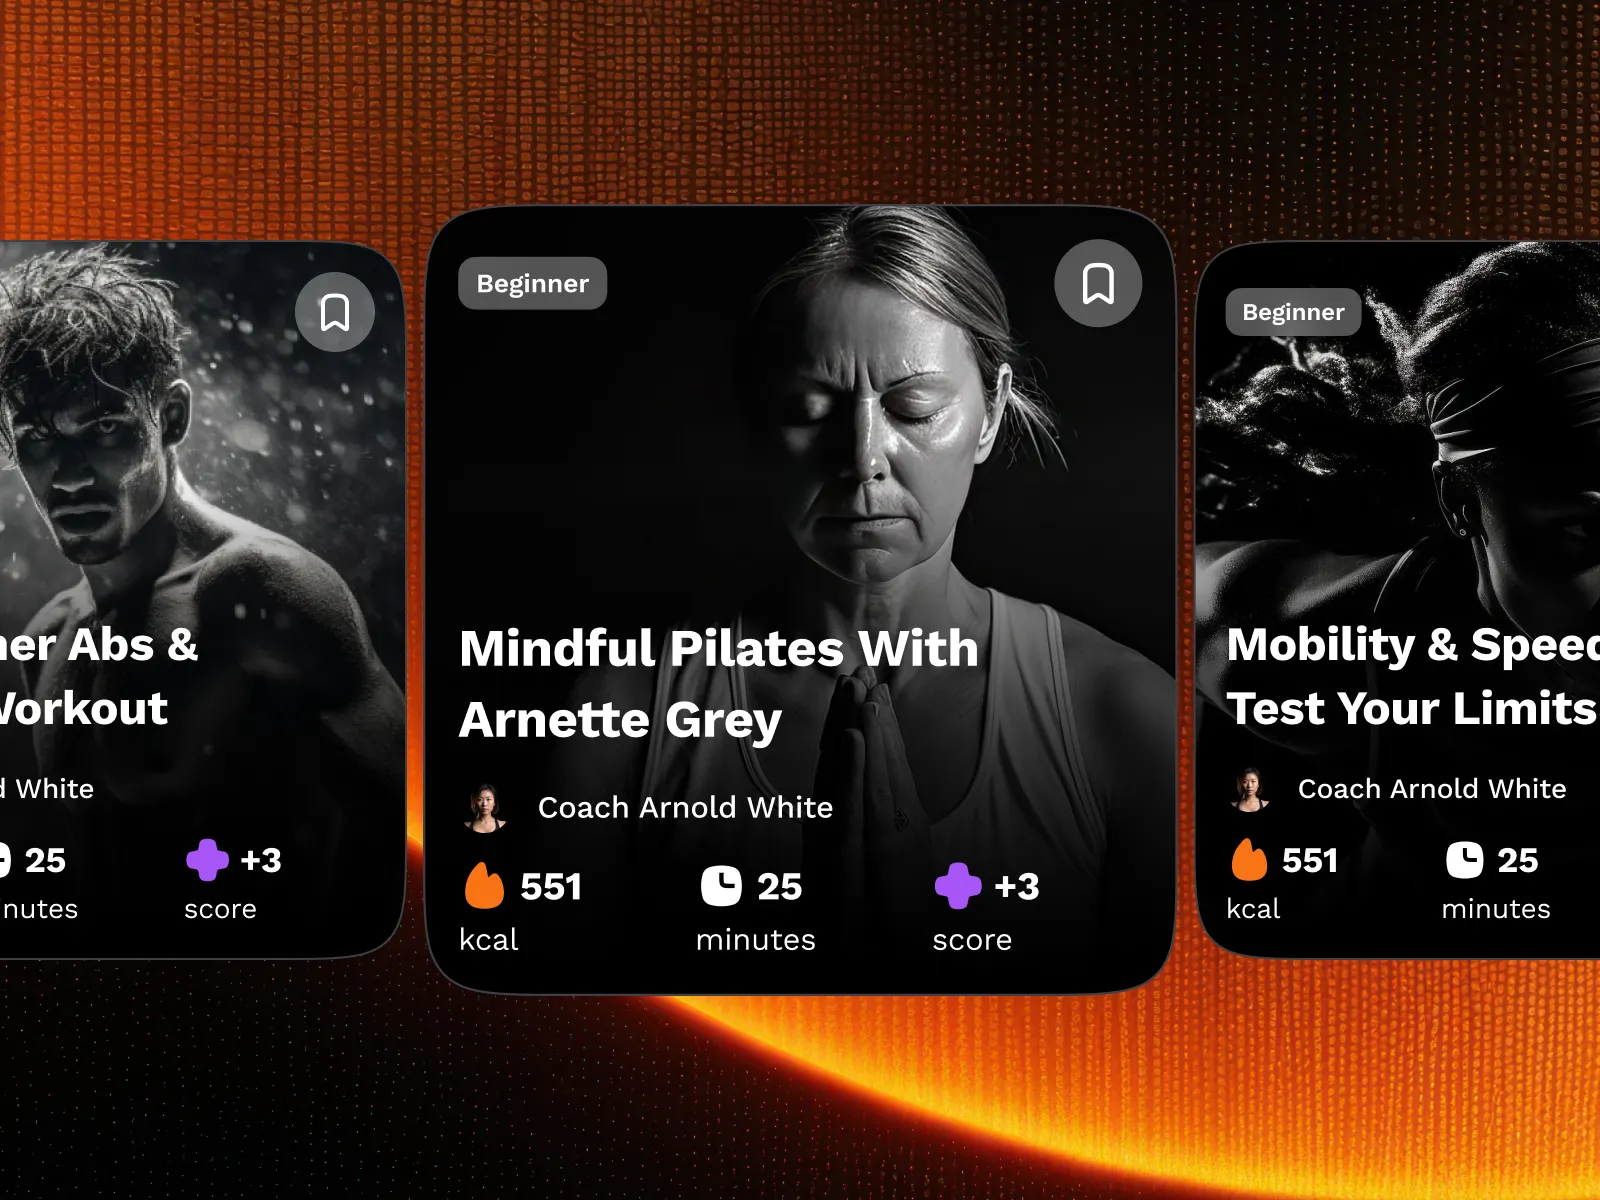 ner Abs &
Workout
d White
25
+3
nutes
score
Beginner
Mindful Pilates With
Arnette Grey
Coach Arnold White
551
25
+3
kcal
minutes
score
Beginner
Mobility & Speed
Test Your Limits
Coach Arnold White
551
25
kcal
minutes